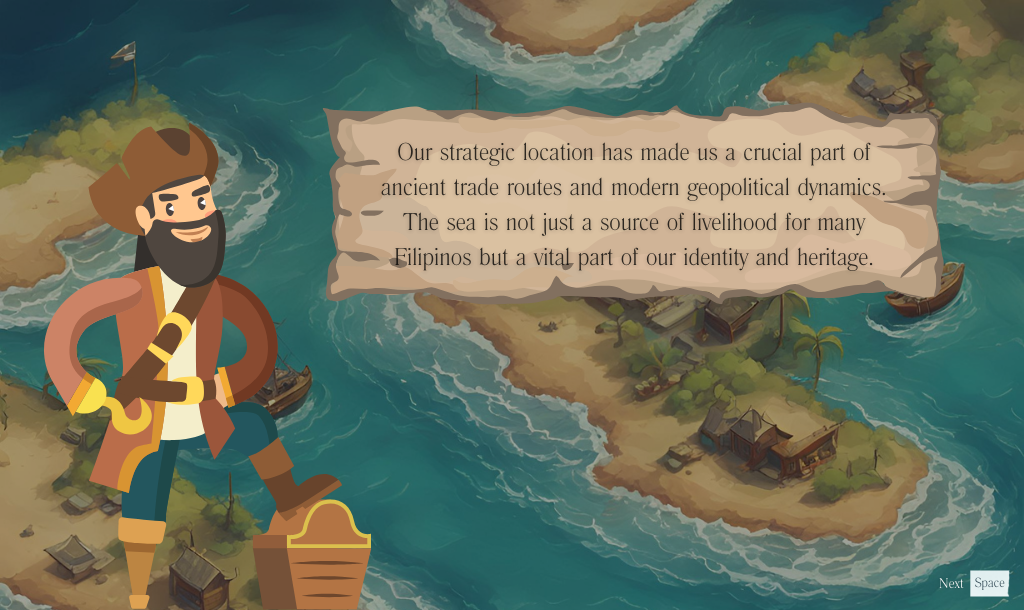 Our strategic location has made us a crucial part of
ancient trade routes and modern geopolitical dynamics.
The sea is not just a source of livelihood for many
Filipinos but a vital part of our identity and heritage.
Next Space